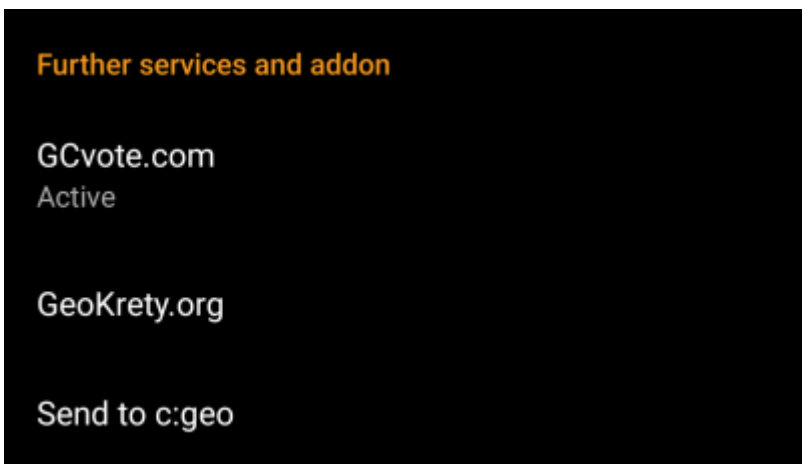 Further services and addon
GCvote.com
Active
GeoKrety.org
Send to c:geo